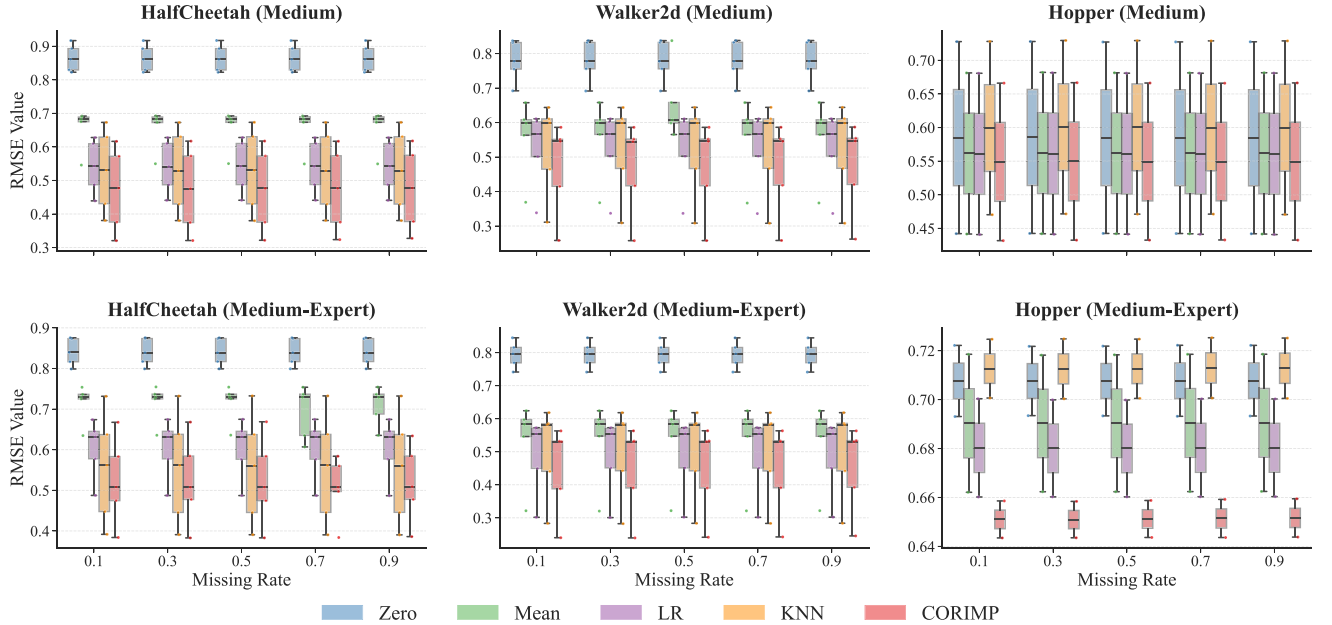 HalfCheetah (Medium)
Walker2d (Medium)
Hopper (Medium)
RMSE Value
0.9
0.8
0.7
0.6
0.5
0.4
0.3
0.8
0.7
0.6
0.5
0.4
0.3
0.70
0.65
0.60
0.55
0.50
0.45
HalfCheetah (Medium-Expert)
Walker2d (Medium-Expert)
Hopper (Medium-Expert)
RMSE Value
0.9
0.8
0.7
0.6
0.5
0.4
0.8
0.7
0.6
0.5
0.4
0.3
0.72
0.70
0.68
0.66
0.64
0.1 0.3 0.5 0.7 0.9
0.1 0.3 0.5 0.7 0.9
0.1 0.3 0.5 0.7 0.9
Missing Rate
Missing Rate
Missing Rate
Zero Mean LR KNN CORIMP